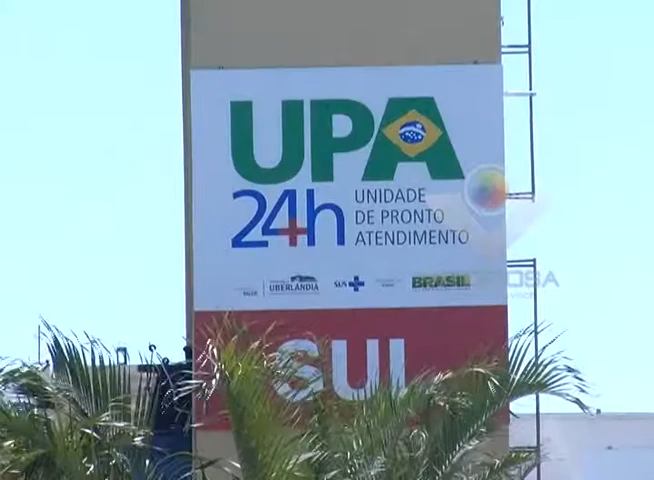 UPA
24h
UNIDADE
DE PRONTO
ATENDIMENTO
UBERLÂNDIA
SUS
BRASIL
SUL